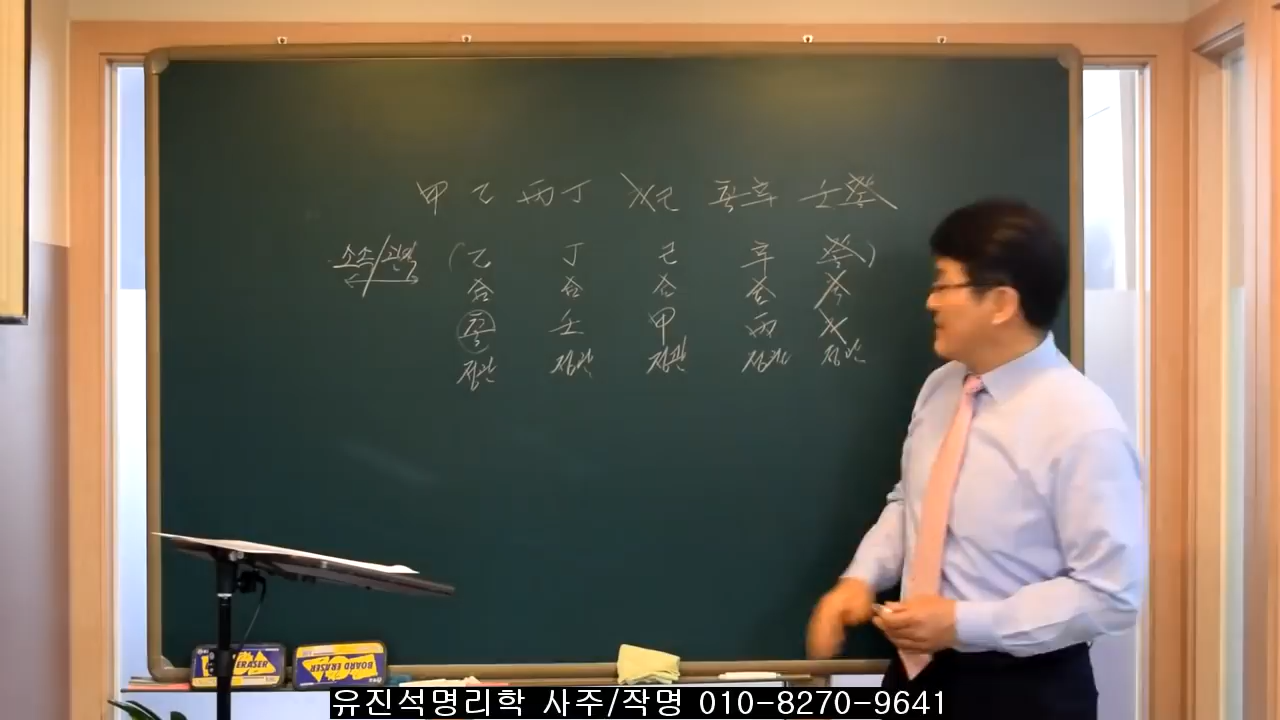 甲 乙 丙 丁 戊 己 庚 辛 壬 癸
소속/관리 (乙 丁 己 辛 癸)
合 合 合 合 合
庚 壬 甲 丙 戊
정관 정관 정관 정관 정관
ERASER BOARD ERASER
유진석명리학 사주/작명 010-8270-9641